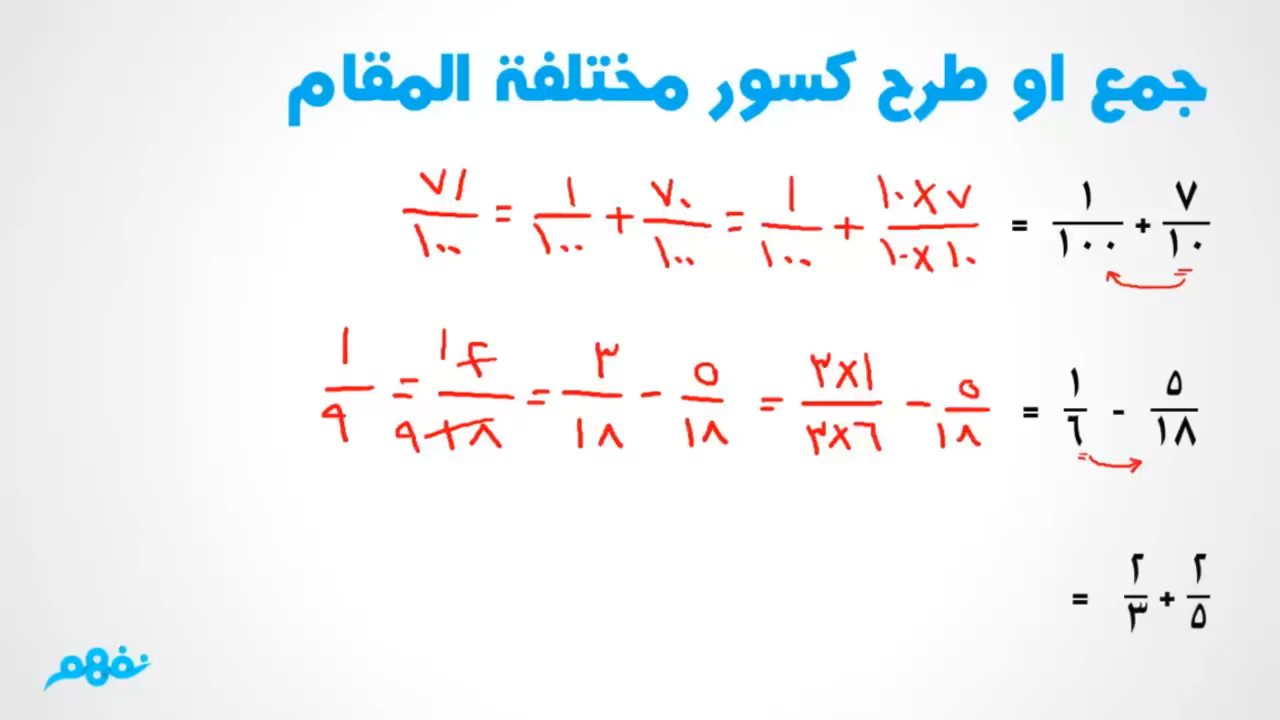 جمع او طرح كسور مختلفة المقام
٧/١٠ + ١/١٠٠ = ١٠×٧/١٠×١٠ + ١/١٠٠ = ٧٠/١٠٠ + ١/١٠٠ = ٧١/١٠٠
٥/١٨ - ١/٦ = ٥/١٨ - ٣×١/٣×٦ = ٥/١٨ - ٣/١٨ = ٢/١٨ ١/٩ = ١/٩
٢/٥ + ٢/٣ =
نفهم